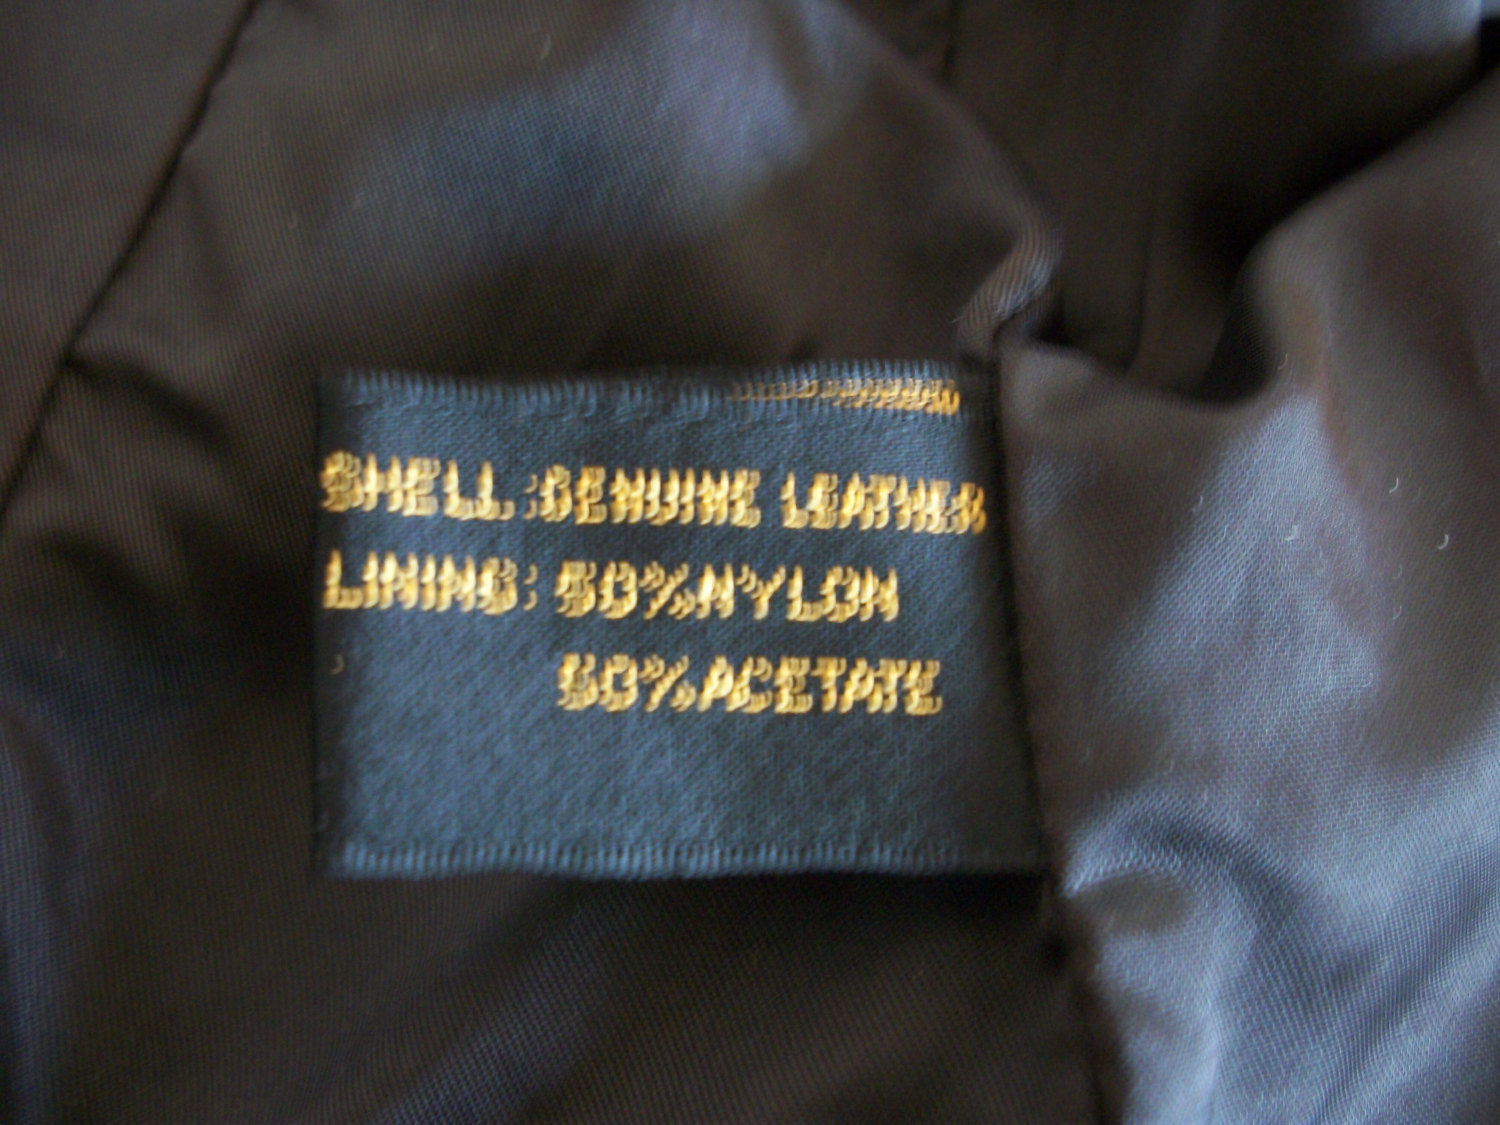 SHELL:GENUINE LEATHER
LINING: 50%NYLON
50%ACETATE